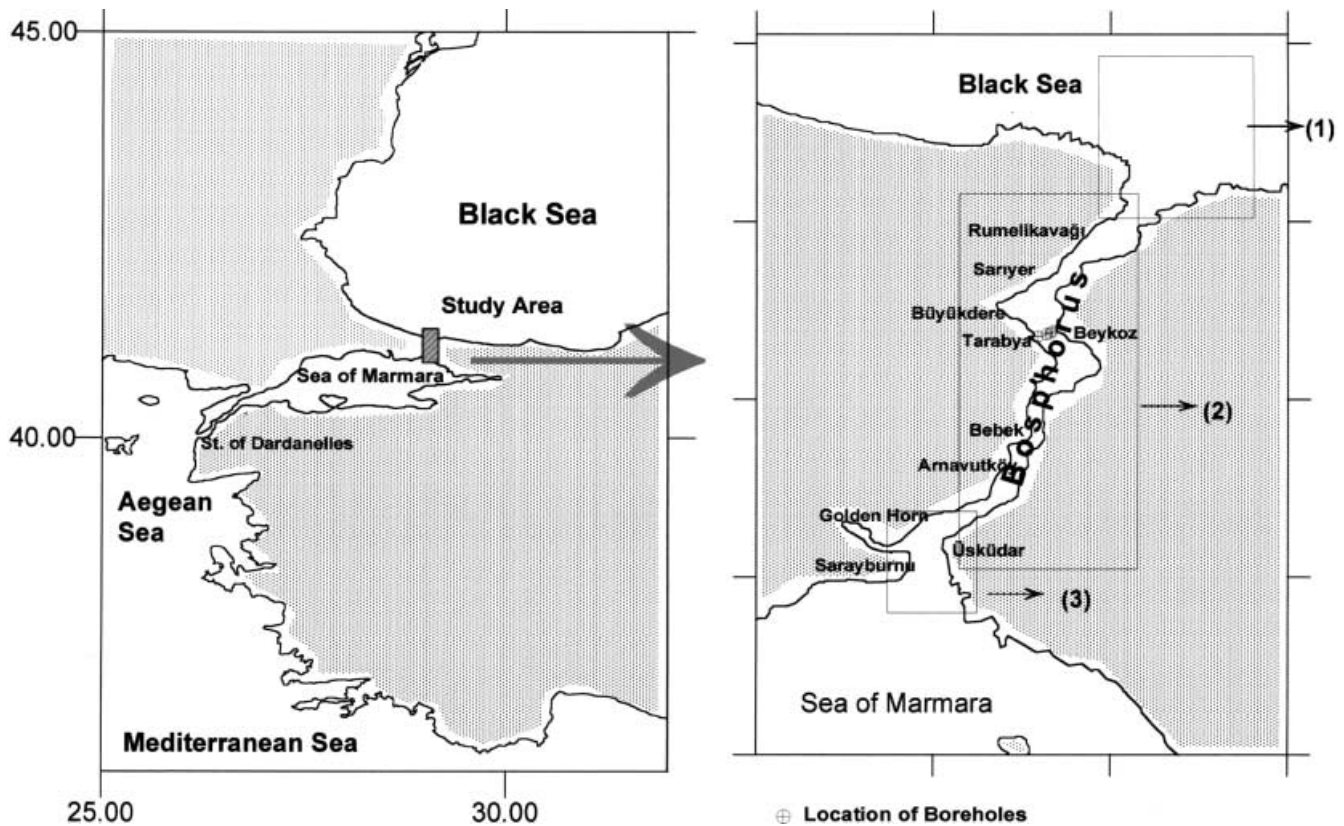 45.00
Black Sea
Study Area
Sea of Marmara
40.00
St. of Dardanelles
Aegean
Sea
Mediterranean Sea
25.00
30.00
Black Sea
(1)
Rumelikavağı
Sarıyer
Büyükdere
Tarabya
Beykoz
Bosphorus
(2)
Bebek
Arnavutköy
Golden Horn
Üsküdar
Sarayburnu
(3)
Sea of Marmara
Location of Boreholes